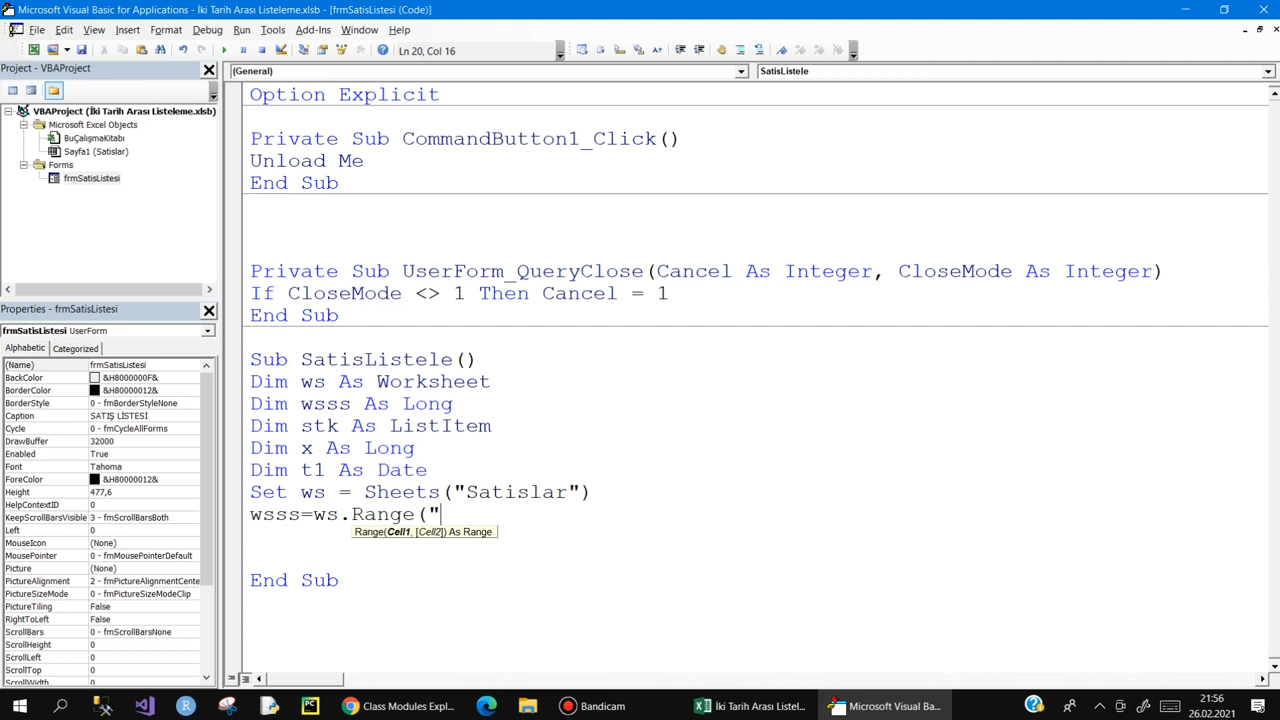 Microsoft Visual Basic for Applications - İki Tarih Arası Listeleme.xlsb - [frmSatisListesi (Code)]
File Edit View Insert Format Debug Run Tools Add-Ins Window Help
Ln 20, Col 16
Project - VBAProject
(General)
SatisListele
VBAProject (İki Tarih Arası Listeleme.xlsb)
Microsoft Excel Objects
BuÇalışmaKitabı
Sayfa1 (Satislar)
Forms
frmSatisListesi
Properties - frmSatisListesi
frmSatisListesi UserForm
Alphabetic Categorized
(Name) frmSatisListesi
BackColor &H8000000F&
BorderColor &H80000012&
BorderStyle 0 - fmBorderStyleNone
Caption SATIŞ LİSTESİ
Cycle 0 - fmCycleAllForms
DrawBuffer 32000
Enabled True
Font Tahoma
ForeColor &H80000012&
Height 477,6
HelpContextID 0
KeepScrollBarsVisible 3 - fmScrollBarsBoth
Left 0
MouseIcon (None)
MousePointer 0 - fmMousePointerDefault
Picture (None)
PictureAlignment 2 - fmPictureAlignmentCente
PictureSizeMode 0 - fmPictureSizeModeClip
PictureTiling False
RightToLeft False
ScrollBars 0 - fmScrollBarsNone
ScrollHeight 0
ScrollLeft 0
ScrollTop 0
ScrollWidth 0
Option Explicit
Private Sub CommandButton1_Click()
Unload Me
End Sub
Private Sub UserForm_QueryClose(Cancel As Integer, CloseMode As Integer)
If CloseMode <> 1 Then Cancel = 1
End Sub
Sub SatisListele()
Dim ws As Worksheet
Dim wsss As Long
Dim stk As ListItem
Dim x As Long
Dim t1 As Date
Set ws = Sheets("Satislar")
wsss=ws.Range("
Range(Cell1, [Cell2]) As Range
End Sub
Class Modules Expl...
Bandicam
İki Tarih Arası Listele...
Microsoft Visual Ba...
21:56
26.02.2021